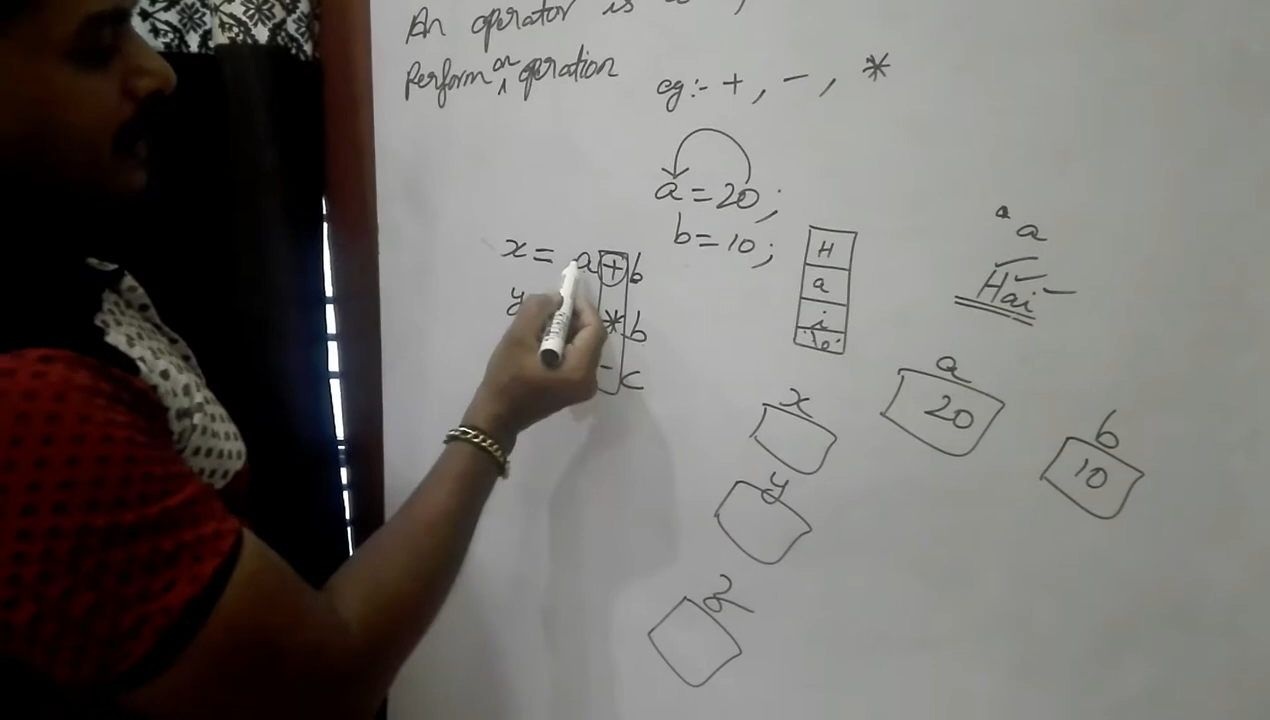 An operator is
Perform an operation eg:- +, -, *
a = 20;
b = 10;
x = a + b
y * b
- c
H
a
i
'\0'
a a
Hai
x
y
z
a
20
b
10